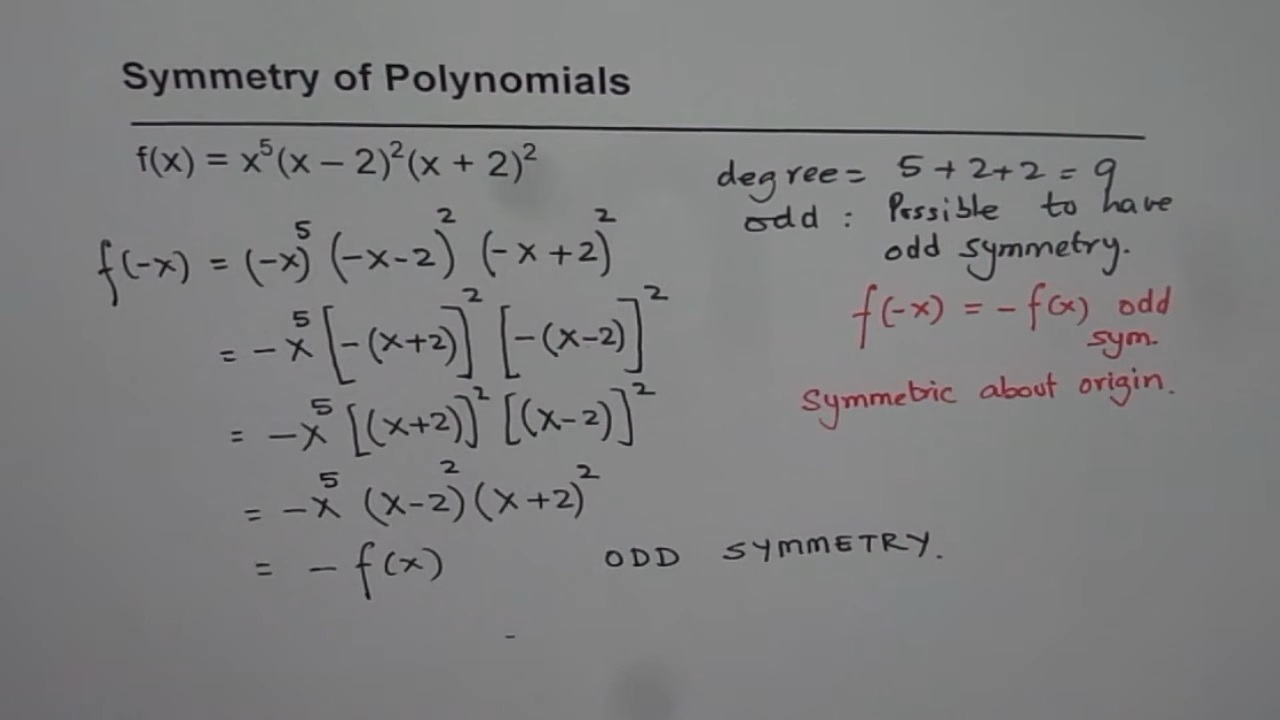 Symmetry of Polynomials
f(x) = x⁵(x – 2)²(x + 2)²
degree = 5 + 2 + 2 = 9
odd : Possible to have
odd symmetry.
f(-x) = (-x)⁵ (-x-2)² (-x+2)²
= -x⁵ [-(x+2)]² [-(x-2)]²
f(-x) = -f(x) odd
sym.
Symmetric about origin.
= -x⁵ [(x+2)]² [(x-2)]²
= -x⁵ (x-2)² (x+2)²
= - f(x) ODD SYMMETRY.